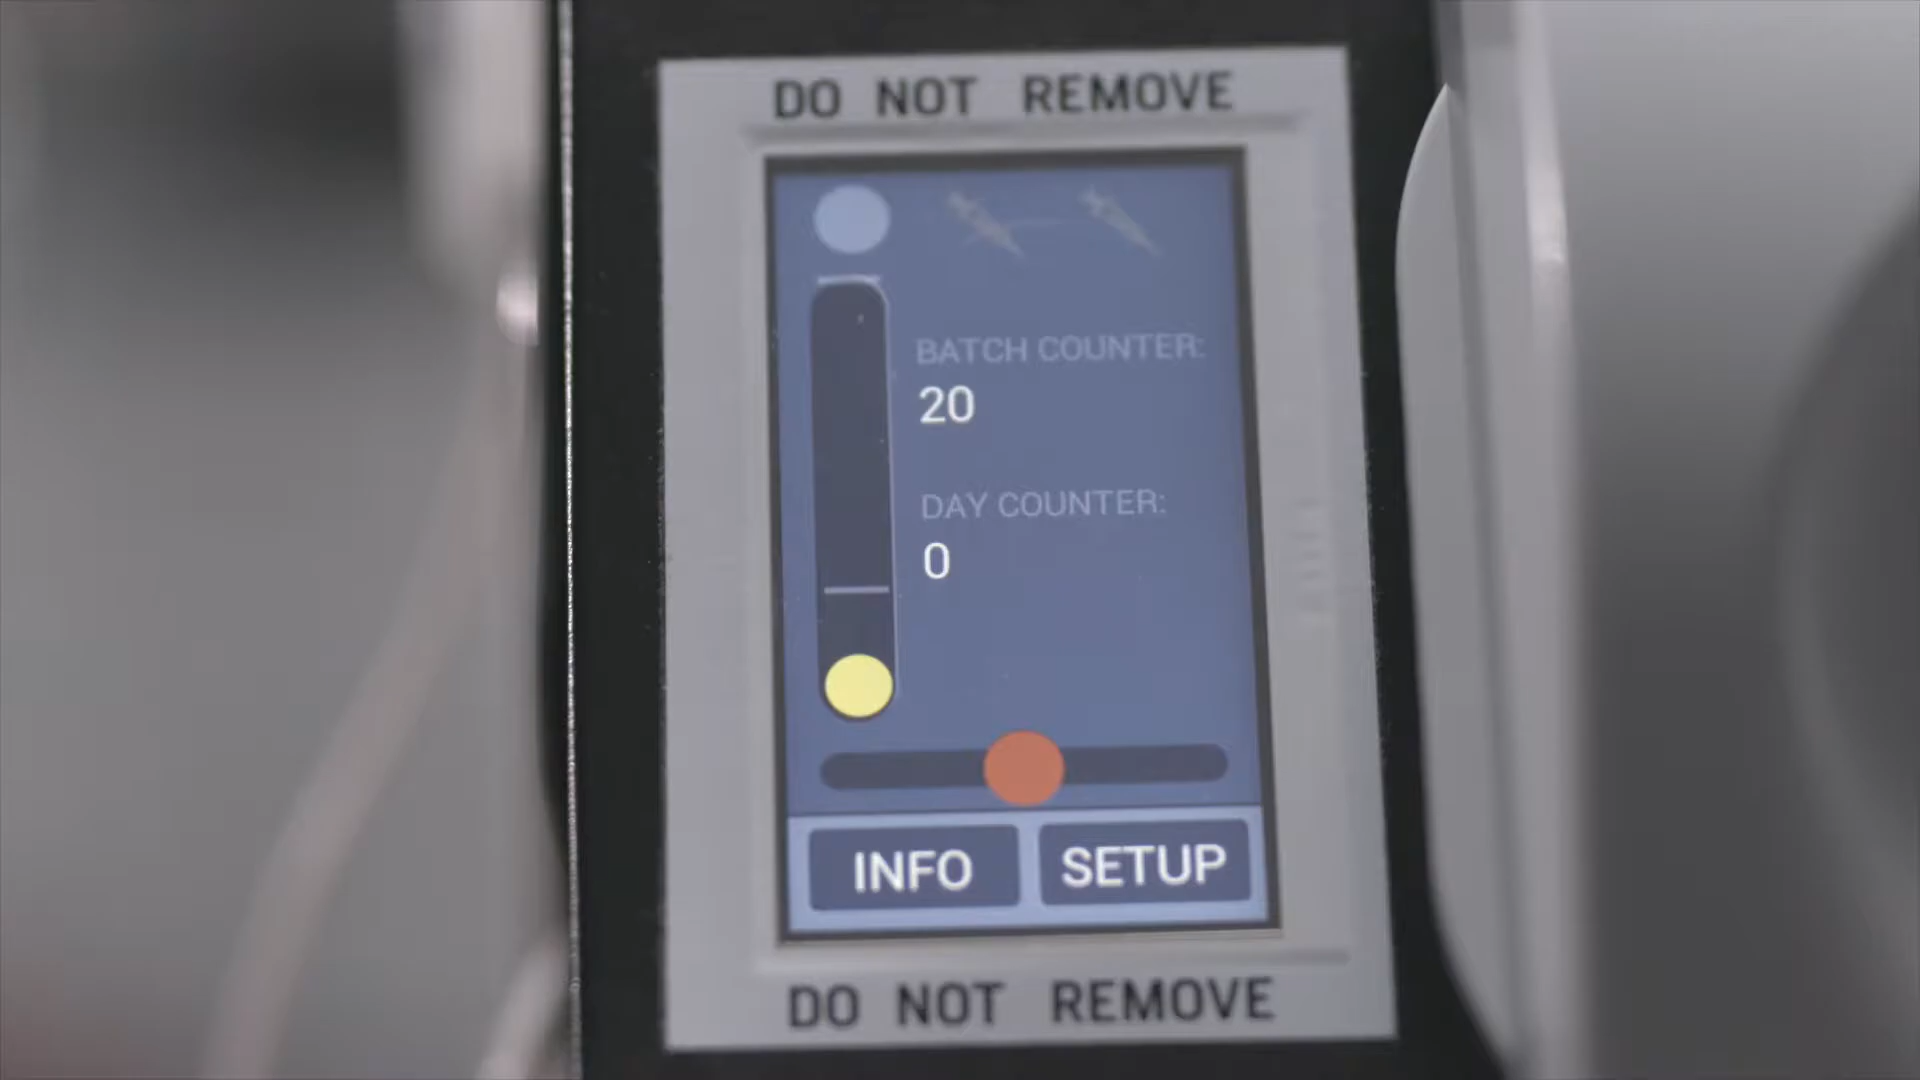 DO NOT REMOVE
BATCH COUNTER:
20
DAY COUNTER:
0
INFO
SETUP
DO NOT REMOVE